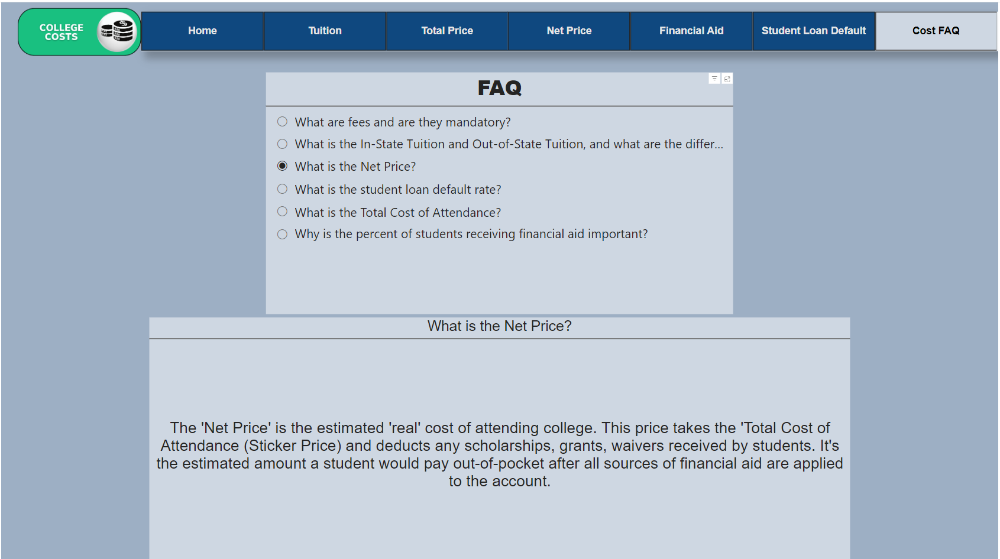 COLLEGE
COSTS
Home
Tuition
Total Price
Net Price
Financial Aid
Student Loan Default
Cost FAQ
FAQ
What are fees and are they mandatory?
What is the In-State Tuition and Out-of-State Tuition, and what are the differ...
What is the Net Price?
What is the student loan default rate?
What is the Total Cost of Attendance?
Why is the percent of students receiving financial aid important?
What is the Net Price?
The 'Net Price' is the estimated 'real' cost of attending college. This price takes the 'Total Cost of
Attendance (Sticker Price) and deducts any scholarships, grants, waivers received by students. It's
the estimated amount a student would pay out-of-pocket after all sources of financial aid are applied
to the account.